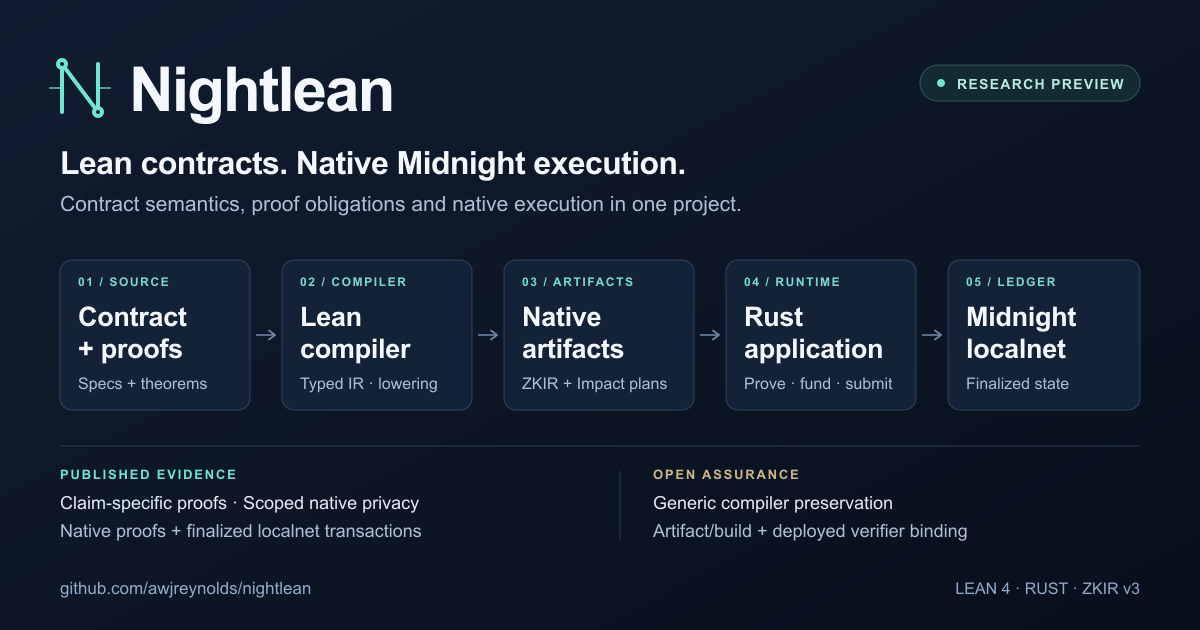 Nightlean
RESEARCH PREVIEW
Lean contracts. Native Midnight execution.
Contract semantics, proof obligations and native execution in one project.
01 / SOURCE
Contract
+ proofs
Specs + theorems
02 / COMPILER
Lean
compiler
Typed IR · lowering
03 / ARTIFACTS
Native
artifacts
ZKIR + Impact plans
04 / RUNTIME
Rust
application
Prove · fund · submit
05 / LEDGER
Midnight
localnet
Finalized state
PUBLISHED EVIDENCE
Claim-specific proofs · Scoped native privacy
Native proofs + finalized localnet transactions
OPEN ASSURANCE
Generic compiler preservation
Artifact/build + deployed verifier binding
github.com/awjreynolds/nightlean
LEAN 4 · RUST · ZKIR v3